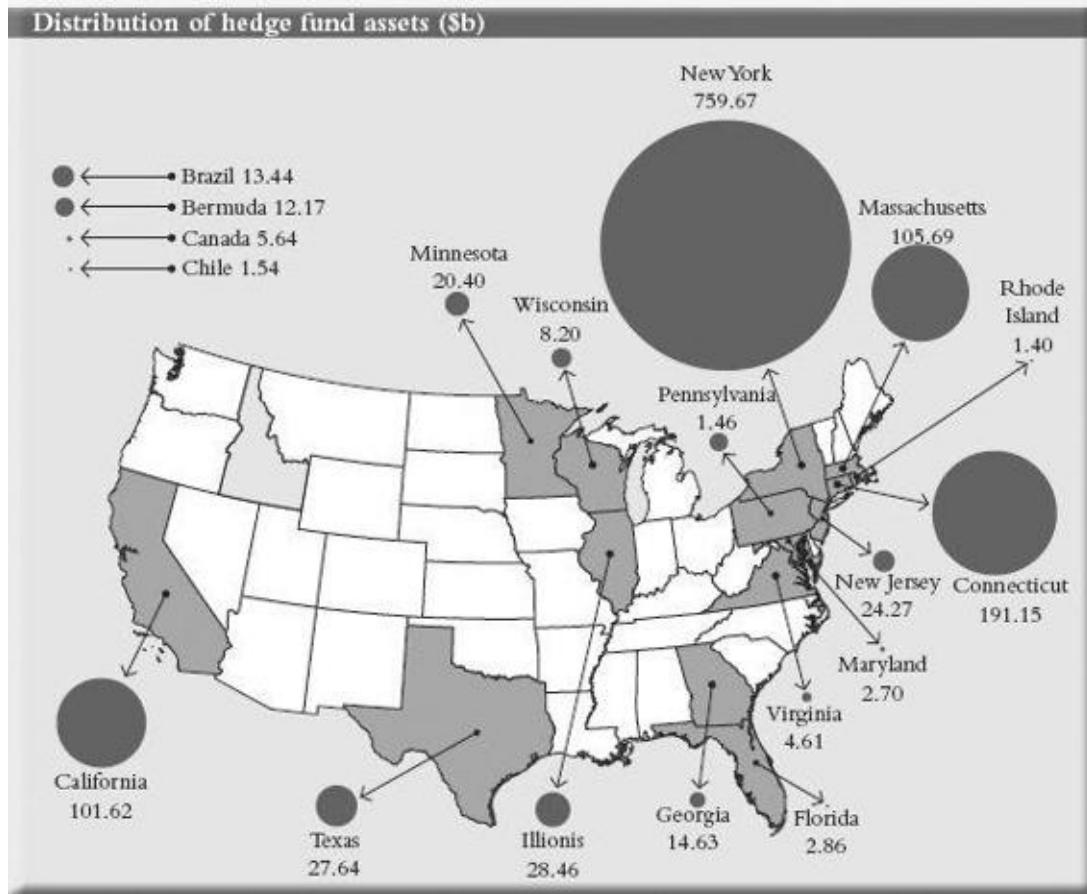 Distribution of hedge fund assets ($b)
New York
759.67
Brazil 13.44
Bermuda 12.17
Canada 5.64
Chile 1.54
Massachusetts
105.69
Minnesota
20.40
Wisconsin
8.20
Rhode
Island
1.40
Pennsylvania
1.46
New Jersey
24.27
Connecticut
191.15
Maryland
2.70
Virginia
4.61
California
101.62
Texas
27.64
Illionis
28.46
Georgia
14.63
Florida
2.86